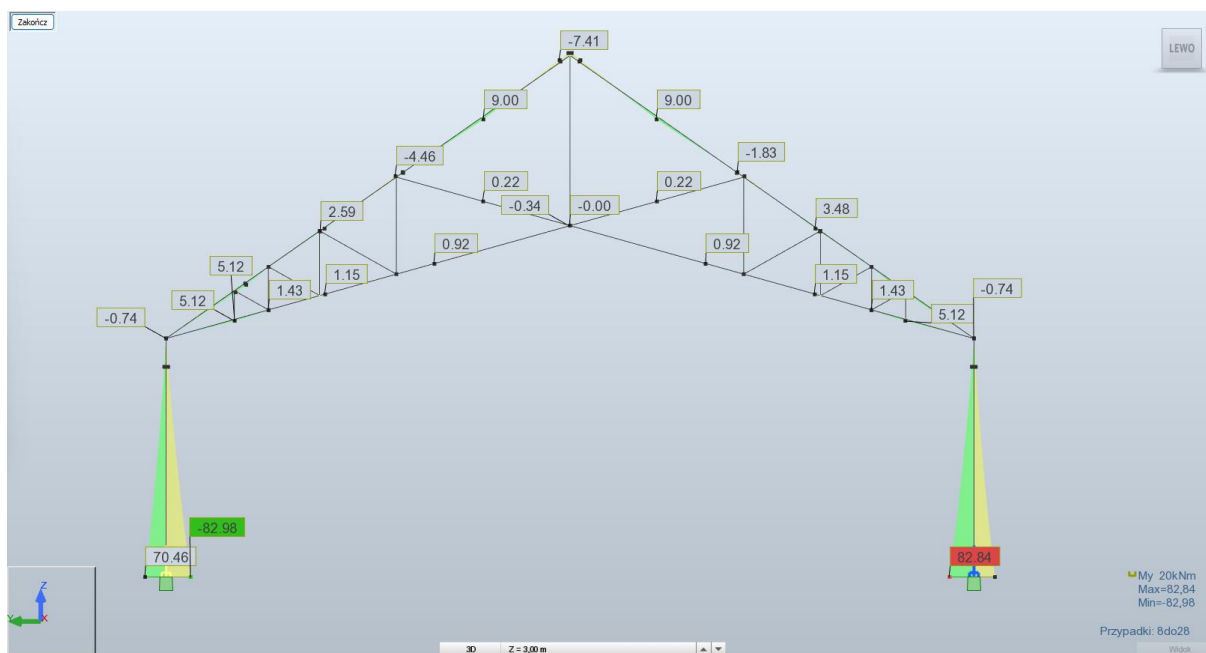 Zakończ
LEWO
-7.41
9.00
9.00
-4.46
-1.83
0.22
0.22
-0.34
-0.00
2.59
3.48
0.92
0.92
5.12
1.15
1.15
5.12
1.43
1.43
-0.74
-0.74
5.12
-82.98
70.46
82.84
Z
Y
X
My 20kNm
Max=82,84
Min=-82,98
Przypadki: 8do28
3D
Z = 3,00 m
Widok